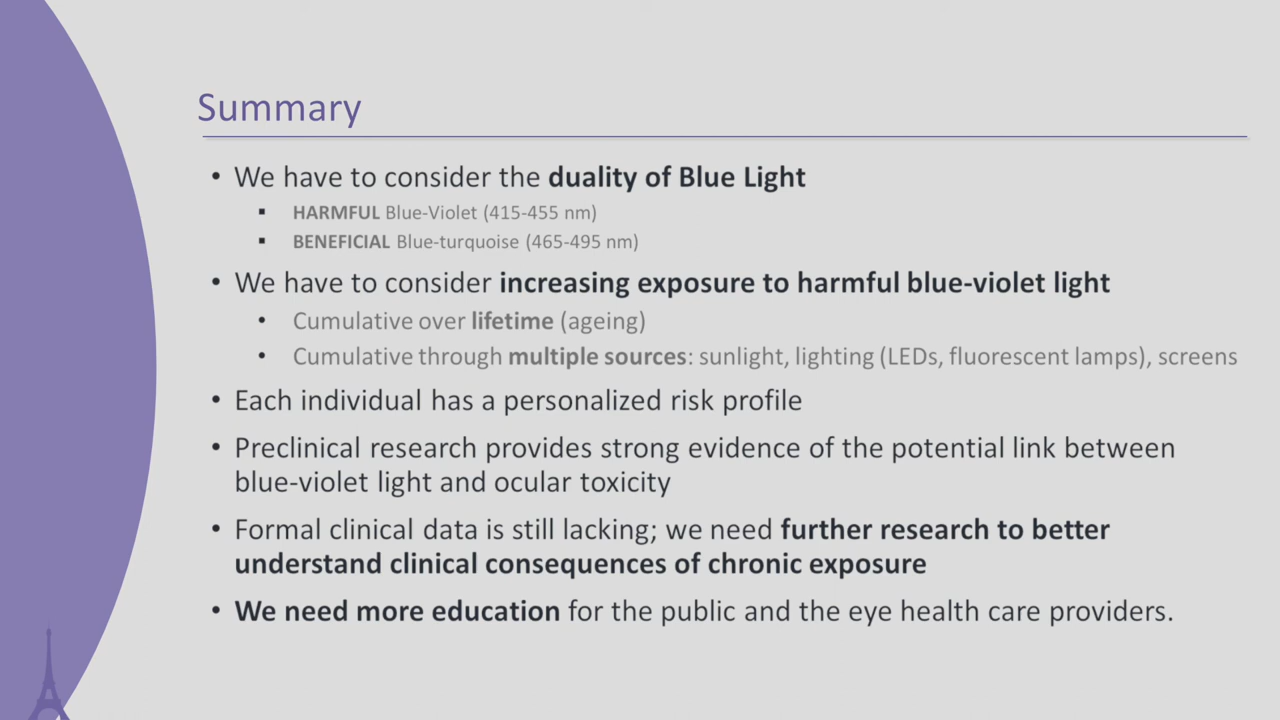 Summary
• We have to consider the duality of Blue Light
▪ HARMFUL Blue-Violet (415-455 nm)
▪ BENEFICIAL Blue-turquoise (465-495 nm)
• We have to consider increasing exposure to harmful blue-violet light
• Cumulative over lifetime (ageing)
• Cumulative through multiple sources: sunlight, lighting (LEDs, fluorescent lamps), screens
• Each individual has a personalized risk profile
• Preclinical research provides strong evidence of the potential link between
blue-violet light and ocular toxicity
• Formal clinical data is still lacking; we need further research to better
understand clinical consequences of chronic exposure
• We need more education for the public and the eye health care providers.